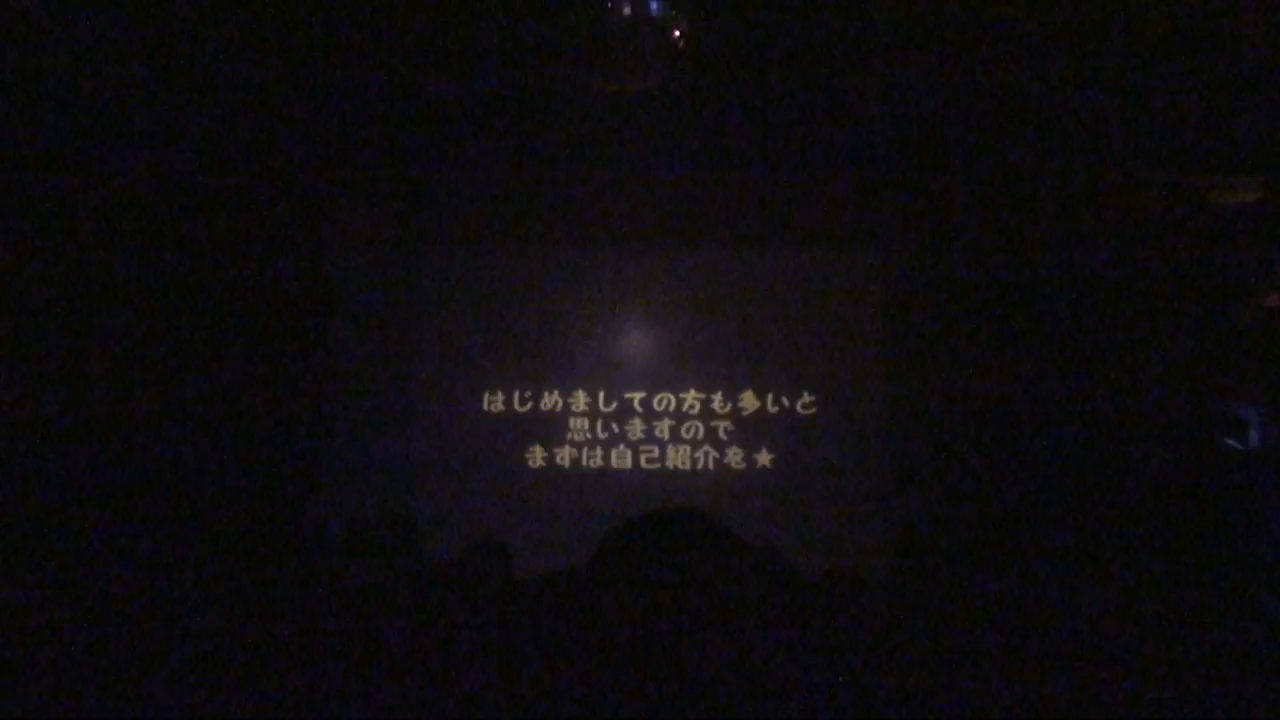 はじめましての方も多いと
思いますので
まずは自己紹介を★